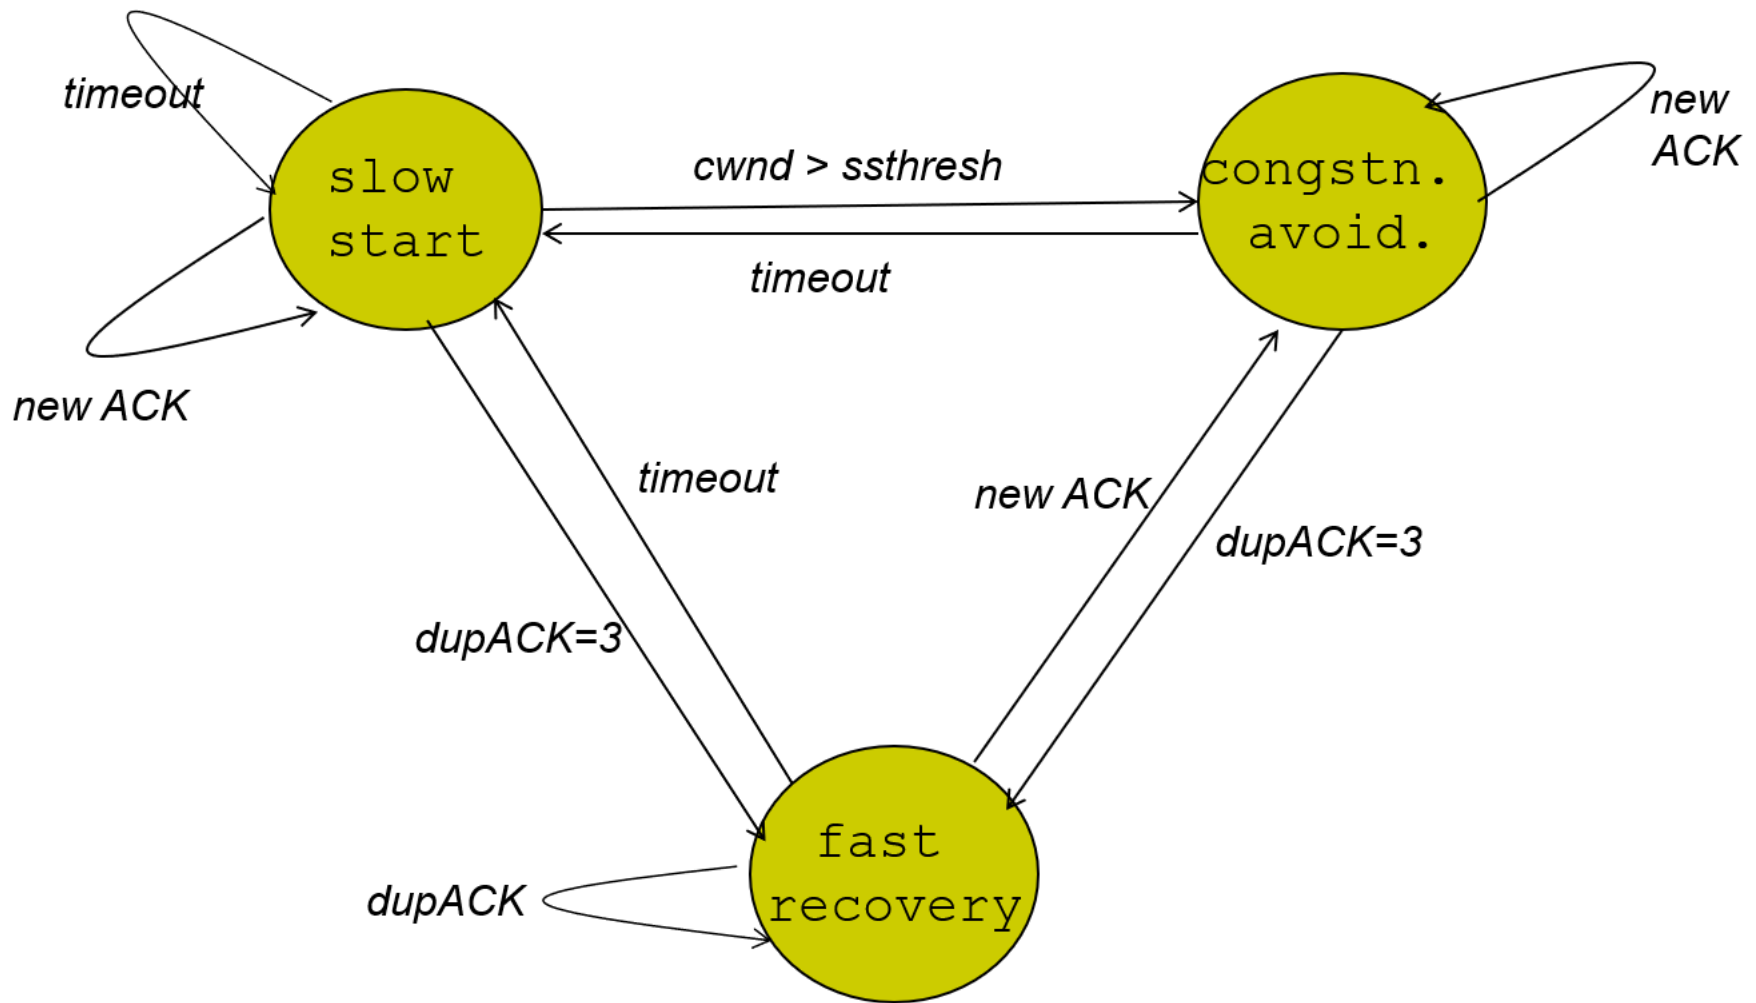 timeout
slow
start
new ACK
cwnd > ssthresh
timeout
congstn.
avoid.
new
ACK
timeout
dupACK=3
new ACK
dupACK=3
fast
recovery
dupACK